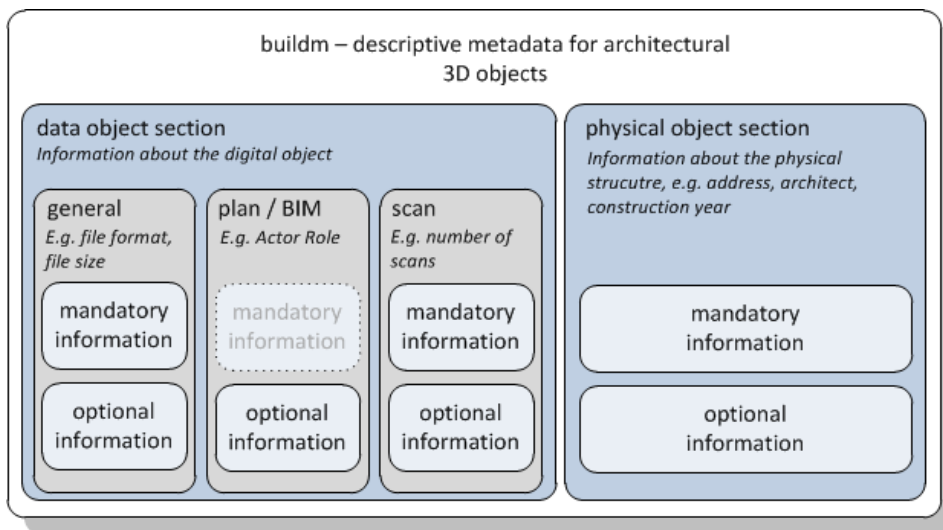 buildm – descriptive metadata for architectural
3D objects
data object section
Information about the digital object
general
E.g. file format,
file size
mandatory
information
optional
information
plan / BIM
E.g. Actor Role
mandatory
information
optional
information
scan
E.g. number of
scans
mandatory
information
optional
information
physical object section
Information about the physical
strucutre, e.g. address, architect,
construction year
mandatory
information
optional
information